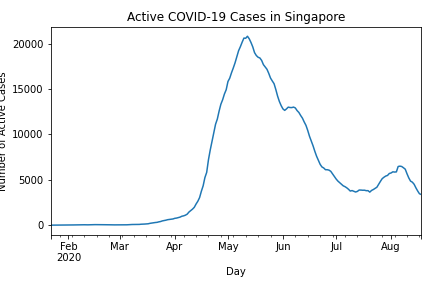 Active COVID-19 Cases in Singapore
Number of Active Cases
20000
15000
10000
5000
0
Feb Mar Apr May Jun Jul Aug
2020
Day